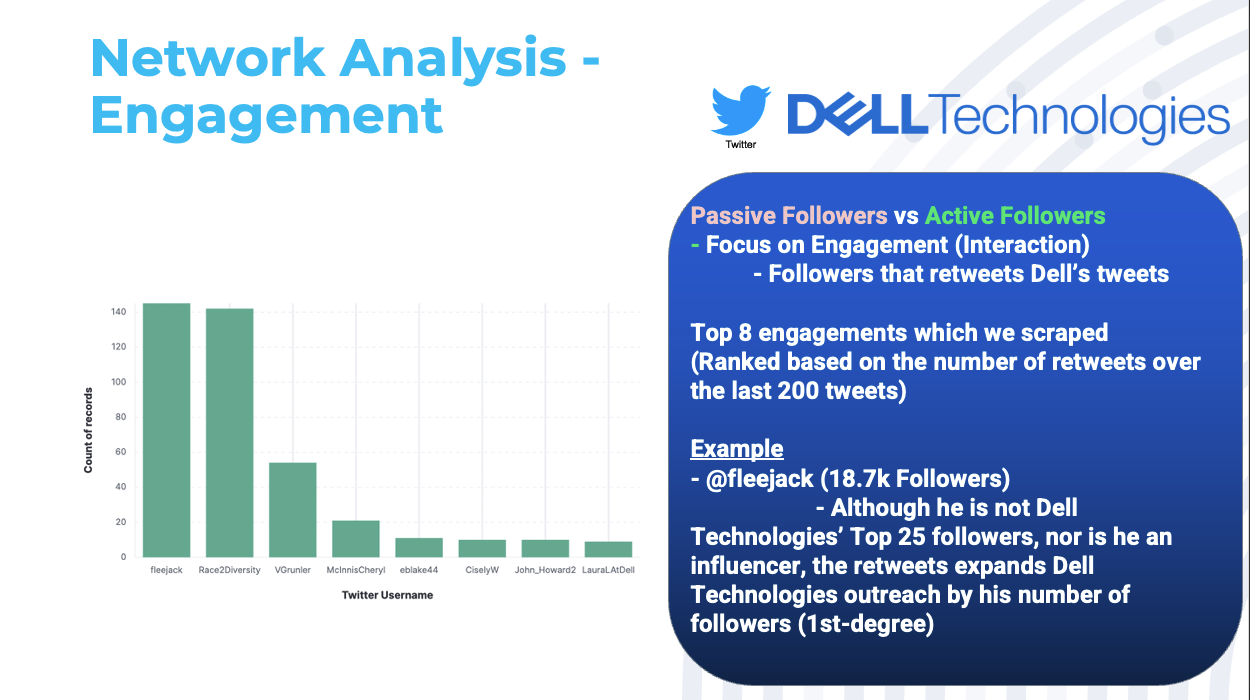 Network Analysis -
Engagement
Twitter
DELL Technologies
Passive Followers vs Active Followers
- Focus on Engagement (Interaction)
- Followers that retweets Dell's tweets
Top 8 engagements which we scraped
(Ranked based on the number of retweets over
the last 200 tweets)
Example
- @fleejack (18.7k Followers)
- Although he is not Dell
Technologies' Top 25 followers, nor is he an
influencer, the retweets expands Dell
Technologies outreach by his number of
followers (1st-degree)
Count of records
140
120
100
80
60
40
20
0
fleejack Race2Diversity VGrunler McInnisCheryl eblake44 CiselyW John_Howard2 LauraLAtDell
Twitter Username